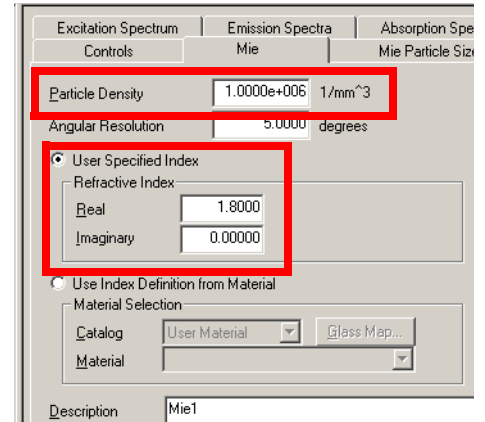 Excitation Spectrum Emission Spectra Absorption Spe
Controls Mie Mie Particle Size
Particle Density 1.0000e+006 1/mm^3
Angular Resolution 5.0000 degrees
User Specified Index
Refractive Index
Real 1.8000
Imaginary 0.00000
Use Index Definition from Material
Material Selection
Catalog User Material Glass Map...
Material
Description Mie1